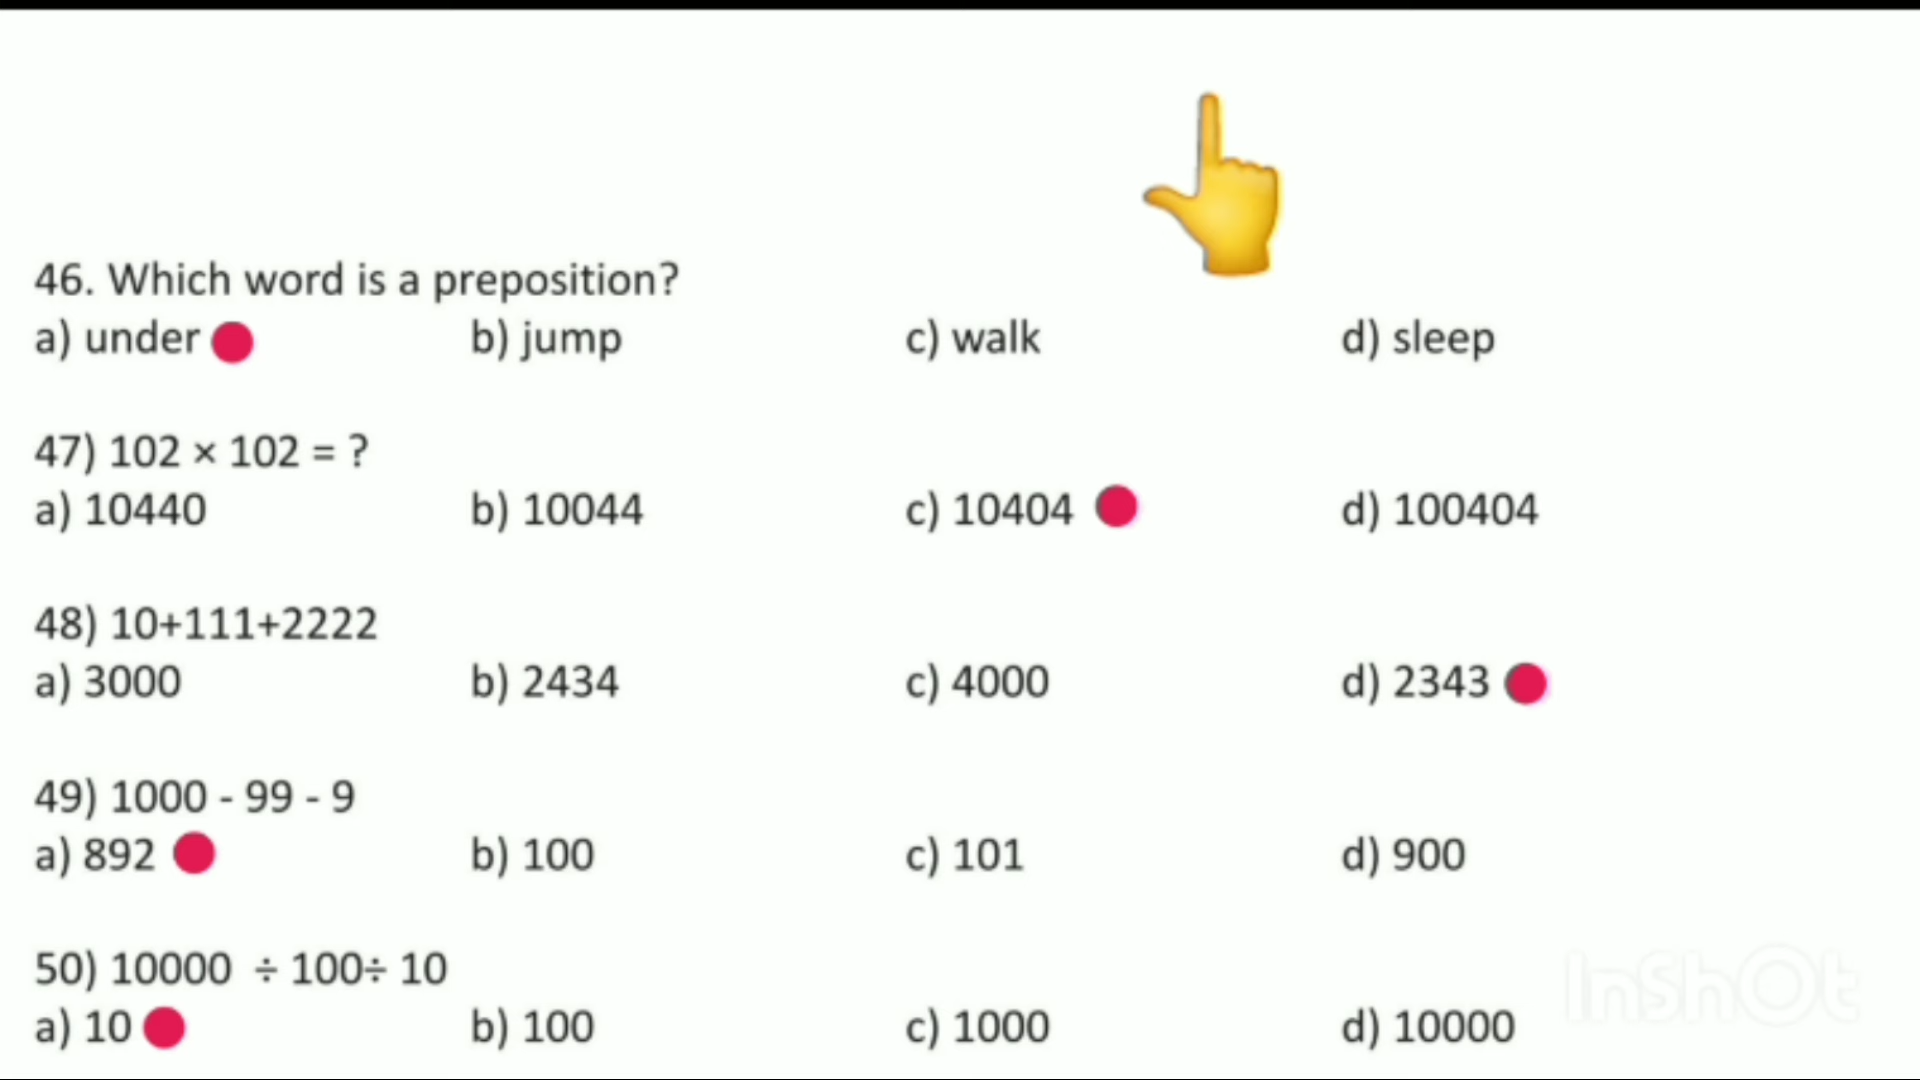 46. Which word is a preposition?
a) under b) jump c) walk d) sleep
47) 102 × 102 = ?
a) 10440 b) 10044 c) 10404 d) 100404
48) 10+111+2222
a) 3000 b) 2434 c) 4000 d) 2343
49) 1000 - 99 - 9
a) 892 b) 100 c) 101 d) 900
50) 10000 ÷ 100÷ 10
a) 10 b) 100 c) 1000 d) 10000
InShOt